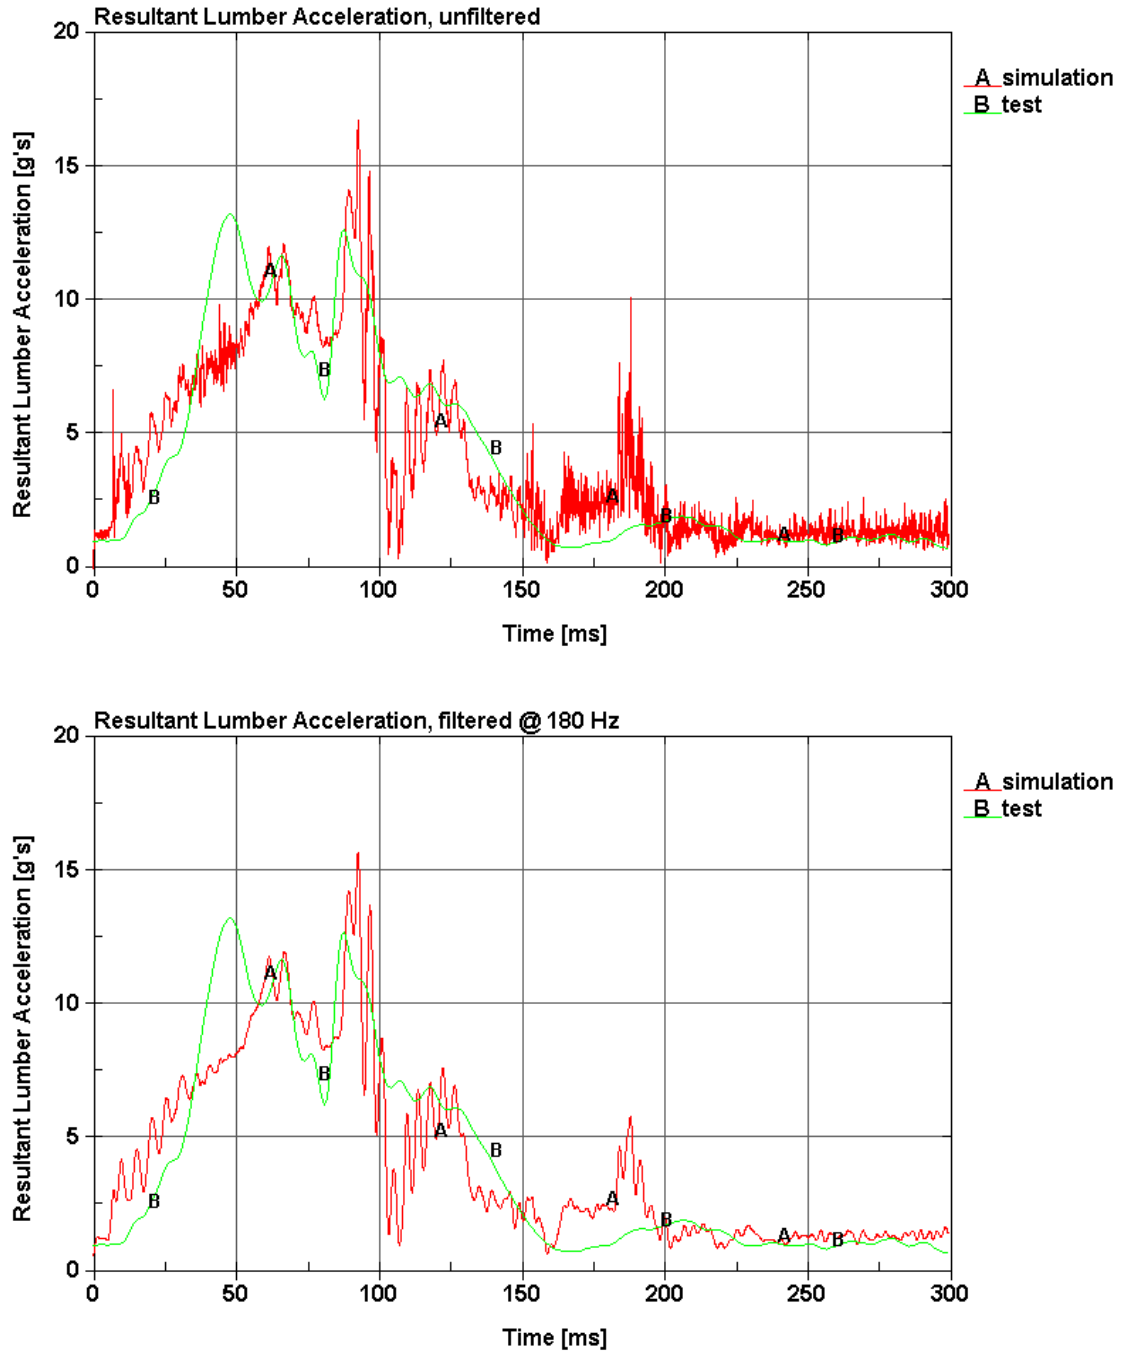 Resultant Lumber Acceleration, unfiltered
20
15
10
5
0
Resultant Lumber Acceleration [g's]
A simulation
B test
A
B
B
A
B
A
B
A
B
0 50 100 150 200 250 300
Time [ms]
Resultant Lumber Acceleration, filtered @ 180 Hz
20
15
10
5
0
Resultant Lumber Acceleration [g's]
A simulation
B test
A
B
B
A
B
A
B
A
B
0 50 100 150 200 250 300
Time [ms]